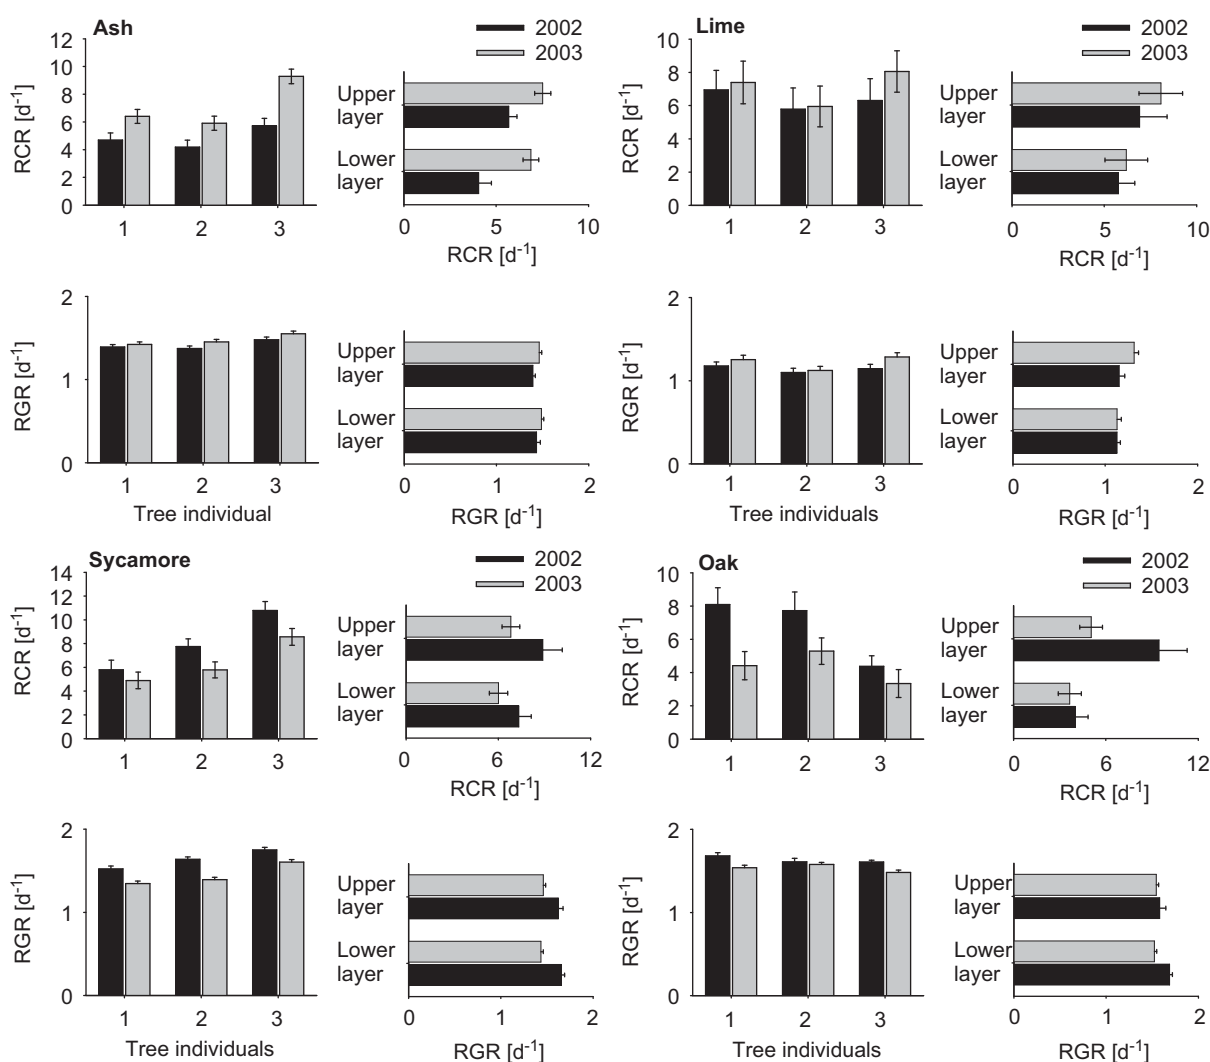 Ash
2002
2003
12
10
8
6
4
2
0
RCR [d-1]
1 2 3
Upper
layer
Lower
layer
0 5 10
RCR [d-1]
Lime
2002
2003
10
8
6
4
2
0
RCR [d-1]
1 2 3
Upper
layer
Lower
layer
0 5 10
RCR [d-1]
2
1
0
RGR [d-1]
1 2 3
Tree individual
Upper
layer
Lower
layer
0 1 2
RGR [d-1]
2
1
0
RGR [d-1]
1 2 3
Tree individuals
Upper
layer
Lower
layer
0 1 2
RGR [d-1]
Sycamore
2002
2003
14
12
10
8
6
4
2
0
RCR [d-1]
1 2 3
Upper
layer
Lower
layer
0 6 12
RCR [d-1]
Oak
2002
2003
10
8
6
4
2
0
RCR [d-1]
1 2 3
Upper
layer
Lower
layer
0 6 12
RCR [d-1]
2
1
0
RGR [d-1]
1 2 3
Tree individuals
Upper
layer
Lower
layer
0 1 2
RGR [d-1]
2
1
0
RGR [d-1]
1 2 3
Tree individuals
Upper
layer
Lower
layer
0 1 2
RGR [d-1]